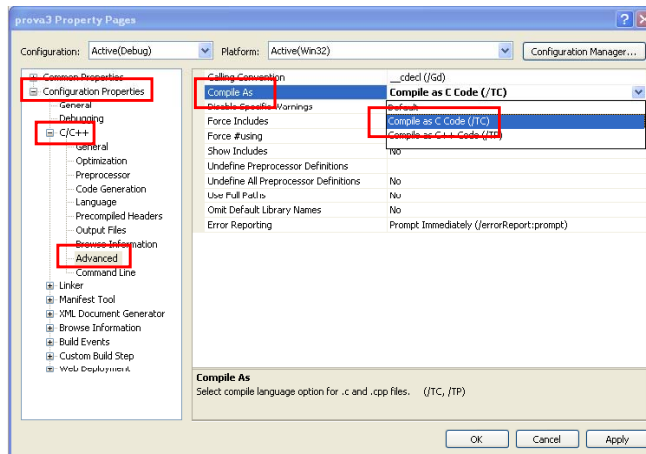 prova3 Property Pages
Configuration: Active(Debug) Platform: Active(Win32) Configuration Manager...
Common Properties
Configuration Properties
General
Debugging
C/C++
General
Optimization
Preprocessor
Code Generation
Language
Precompiled Headers
Output Files
Browse Information
Advanced
Command Line
Linker
Manifest Tool
XML Document Generator
Browse Information
Build Events
Custom Build Step
Web Deployment
Calling Convention __cdecl (/Gd)
Compile As Compile as C Code (/TC)
Disable Specific Warnings Default
Force Includes Compile as C Code (/TC)
Force #using Compile as C++ Code (/TP)
Show Includes No
Undefine Preprocessor Definitions
Undefine All Preprocessor Definitions No
Use Full Paths No
Omit Default Library Names No
Error Reporting Prompt Immediately (/errorReport:prompt)
Compile As
Select compile language option for .c and .cpp files. (/TC, /TP)
OK Cancel Apply